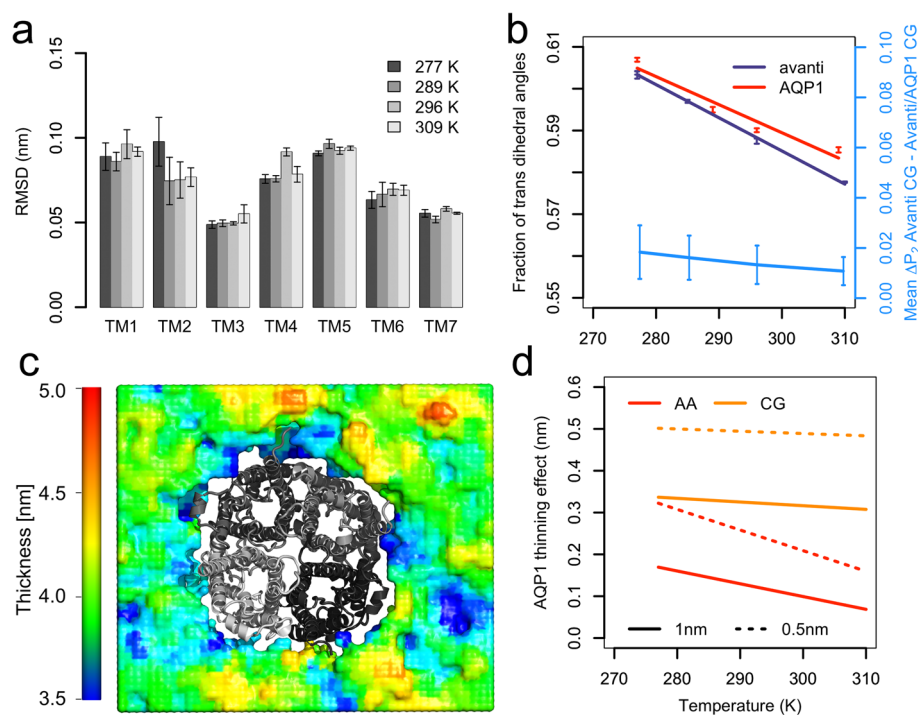 a
RMSD (nm)
0.15
0.10
0.05
0.00
277 K
289 K
296 K
309 K
TM1 TM2 TM3 TM4 TM5 TM6 TM7
b
Fraction of trans dihedral angles
0.61
0.59
0.57
0.55
avanti
AQP1
0.10
0.08
0.06
0.04
0.02
0.00
Mean ΔP₂ Avanti CG - Avanti/AQP1 CG
270 280 290 300 310
c
Thickness [nm]
5.0
4.5
4.0
3.5
d
AQP1 thinning effect (nm)
0.6
0.5
0.4
0.3
0.2
0.1
0.0
AA CG
1nm 0.5nm
270 280 290 300 310
Temperature (K)